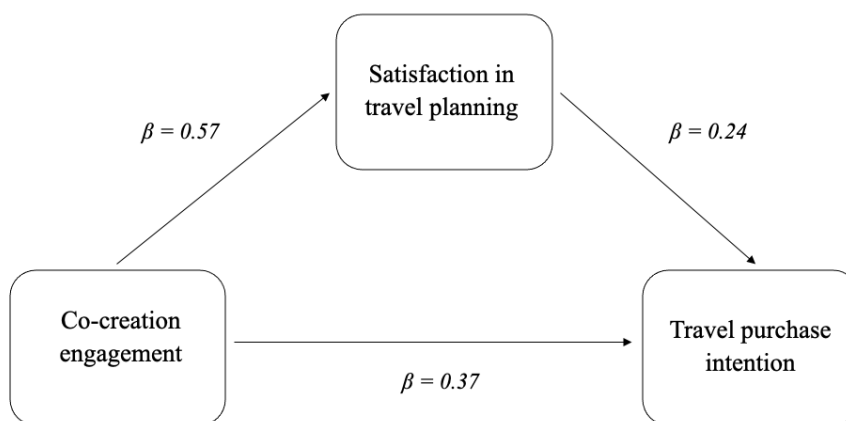 Satisfaction in
travel planning
β = 0.57
β = 0.24
Co-creation
engagement
Travel purchase
intention
β = 0.37